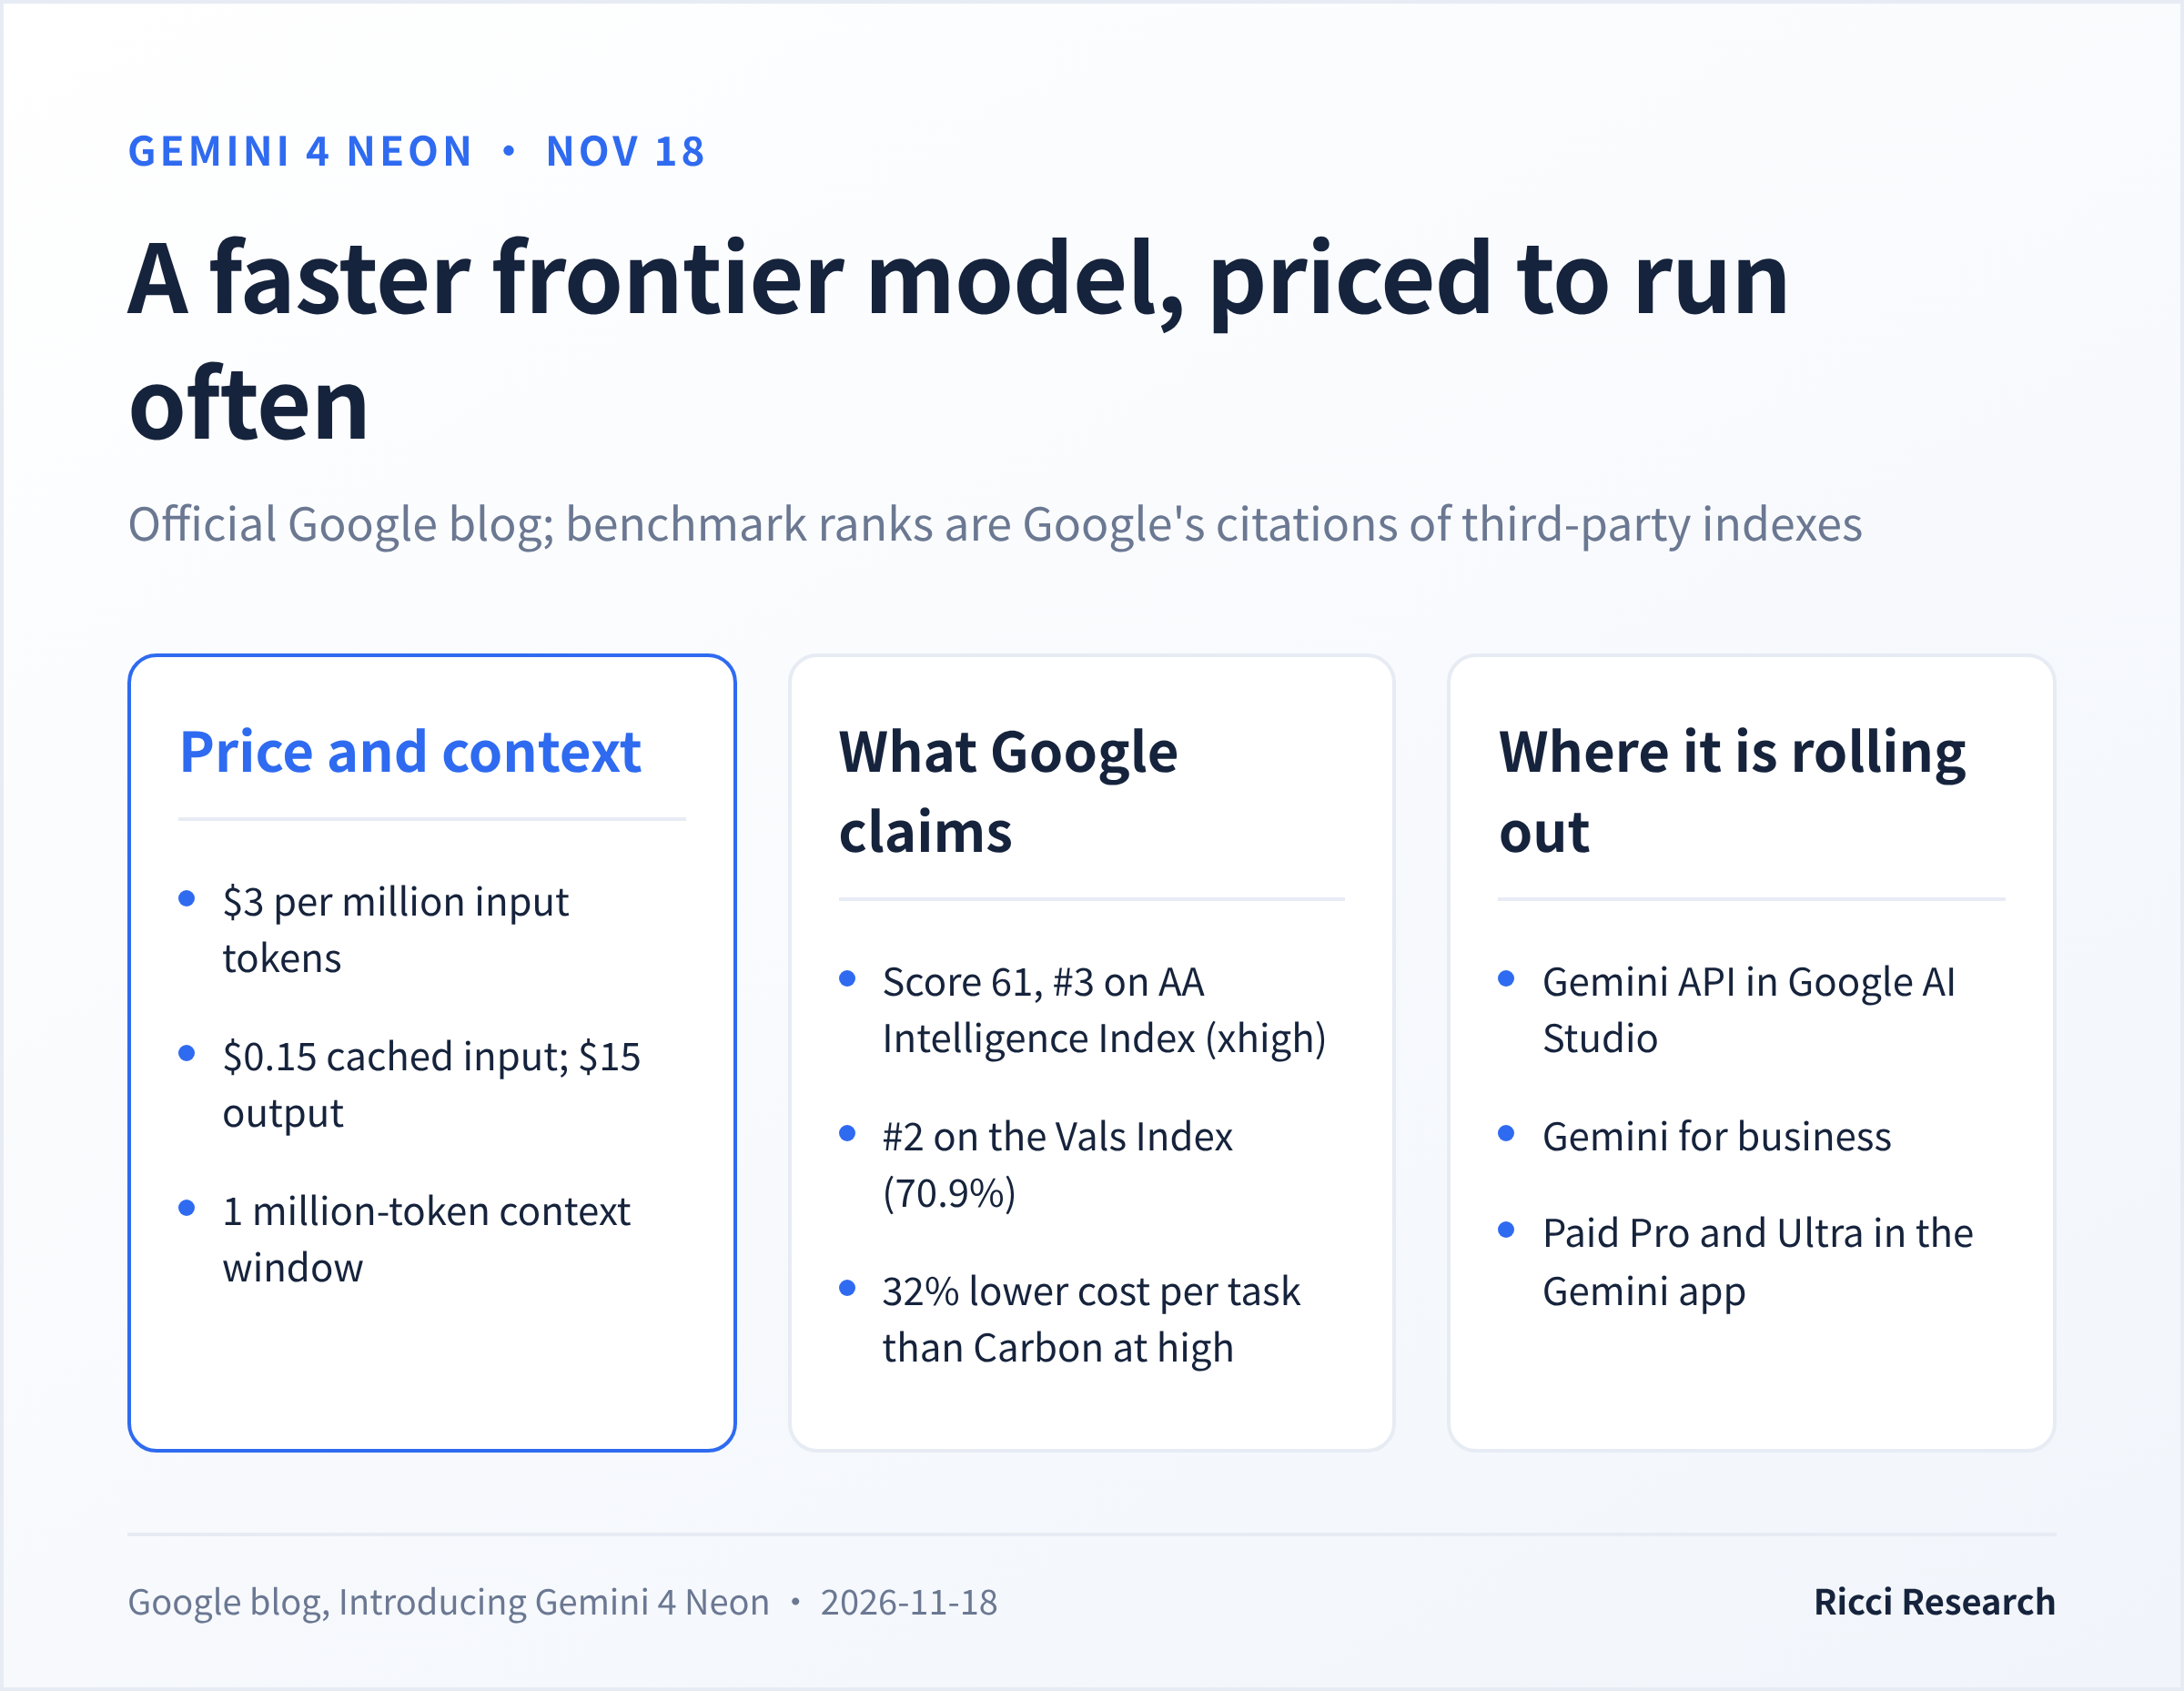 GEMINI 4 NEON • NOV 18
A faster frontier model, priced to run
often
Official Google blog; benchmark ranks are Google's citations of third-party indexes
Price and context
$3 per million input
tokens
$0.15 cached input; $15
output
1 million-token context
window
What Google
claims
Score 61, #3 on AA
Intelligence Index (xhigh)
#2 on the Vals Index
(70.9%)
32% lower cost per task
than Carbon at high
Where it is rolling
out
Gemini API in Google AI
Studio
Gemini for business
Paid Pro and Ultra in the
Gemini app
Google blog, Introducing Gemini 4 Neon • 2026-11-18
Ricci Research